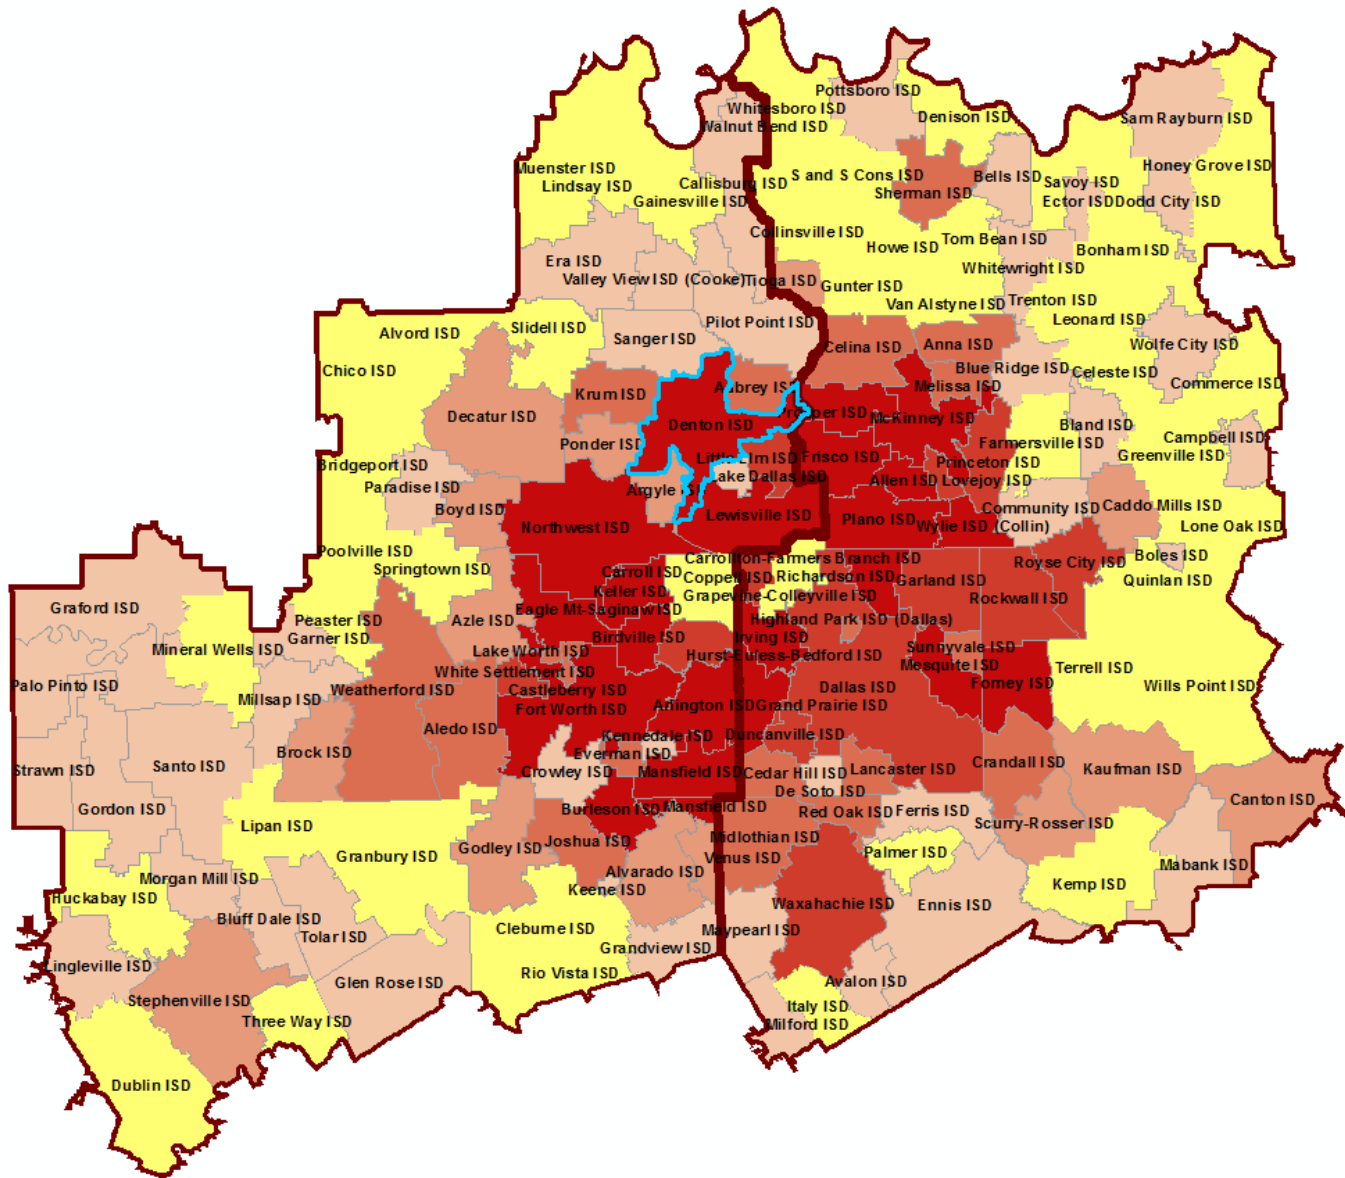 Pottsboro ISD
Whitesboro ISD
Denison ISD
Sam Rayburn ISD
Walnut Bend ISD
Muenster ISD
Honey Grove ISD
S and S Cons ISD
Bells ISD
Lindsay ISD
Callisburg ISD
Savoy ISD
Sherman ISD
Gainesville ISD
Ector ISD
Dodd City ISD
Collinsville ISD
Howe ISD
Tom Bean ISD
Bonham ISD
Era ISD
Whitewright ISD
Valley View ISD (Cooke)
Tioga ISD
Gunter ISD
Van Alstyne ISD
Trenton ISD
Pilot Point ISD
Leonard ISD
Slidell ISD
Alvord ISD
Sanger ISD
Celina ISD
Anna ISD
Wolfe City ISD
Chico ISD
Blue Ridge ISD
Celeste ISD
Commerce ISD
Krum ISD
Aubrey ISD
Melissa ISD
Decatur ISD
Prosper ISD
McKinney ISD
Denton ISD
Bland ISD
Ponder ISD
Farmersville ISD
Campbell ISD
Little Elm ISD
Frisco ISD
Greenville ISD
Bridgeport ISD
Princeton ISD
Lake Dallas ISD
Allen ISD
Lovejoy ISD
Paradise ISD
Argyle ISD
Boyd ISD
Community ISD
(Collin)
Caddo Mills ISD
Northwest ISD
Lewisville ISD
Plano ISD
Wylie ISD
Lone Oak ISD
Poolville ISD
Carrollton-Farmers Branch ISD
Boles ISD
Springtown ISD
Carroll ISD
Coppell ISD
Richardson ISD
Garland ISD
Royse City ISD
Quinlan ISD
Keller ISD
Grapevine-Colleyville ISD
Rockwall ISD
Graford ISD
Eagle Mt-Saginaw ISD
Peaster ISD
Azle ISD
Highland Park ISD (Dallas)
Garner ISD
Birdville ISD
Irving ISD
Mineral Wells ISD
Lake Worth ISD
Hurst-Euless-Bedford ISD
Sunnyvale ISD
Mesquite ISD
Terrell ISD
White Settlement ISD
Palo Pinto ISD
Forney ISD
Wills Point ISD
Weatherford ISD
Castleberry ISD
Dallas ISD
Millsap ISD
Fort Worth ISD
Arlington ISD
Grand Prairie ISD
Aledo ISD
Kennedale ISD
Duncanville ISD
Brock ISD
Everman ISD
Strawn ISD
Santo ISD
Crowley ISD
Mansfield ISD
Cedar Hill ISD
Lancaster ISD
Crandall ISD
Kaufman ISD
De Soto ISD
Canton ISD
Gordon ISD
Burleson ISD
Mansfield ISD
Red Oak ISD
Ferris ISD
Lipan ISD
Scurry-Rosser ISD
Joshua ISD
Midlothian ISD
Godley ISD
Granbury ISD
Venus ISD
Palmer ISD
Mabank ISD
Alvarado ISD
Morgan Mill ISD
Keene ISD
Kemp ISD
Huckabay ISD
Waxahachie ISD
Ennis ISD
Bluff Dale ISD
Cleburne ISD
Maypearl ISD
Tolar ISD
Grandview ISD
Lingleville ISD
Rio Vista ISD
Glen Rose ISD
Avalon ISD
Stephenville ISD
Italy ISD
Three Way ISD
Milford ISD
Dublin ISD